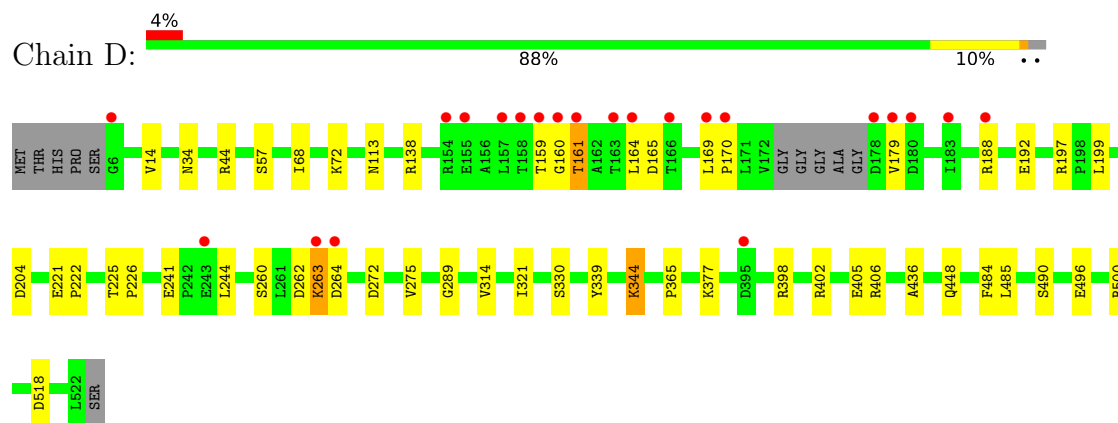 4%
Chain D:
88% 10% • •
MET THR HIS PRO SER G6 V14 N34 R44 S57 I68 K72 N113 R138 R154 E155 A156 L157 T158 T159 G160 T161 A162 T163 L164 D165 T166 L169 P170 L171 V172 GLY GLY GLY ALA GLY D178 V179 D180 I183 R188 E192 R197 P198 L199
D204 E221 P222 T225 P226 E241 P242 E243 L244 S260 L261 D262 K263 D264 D272 V275 G289 V314 I321 S330 Y339 K344 P365 K377 D395 R398 R402 E405 R406 A436 Q448 F484 L485 S490 E496
D518 L522 SER